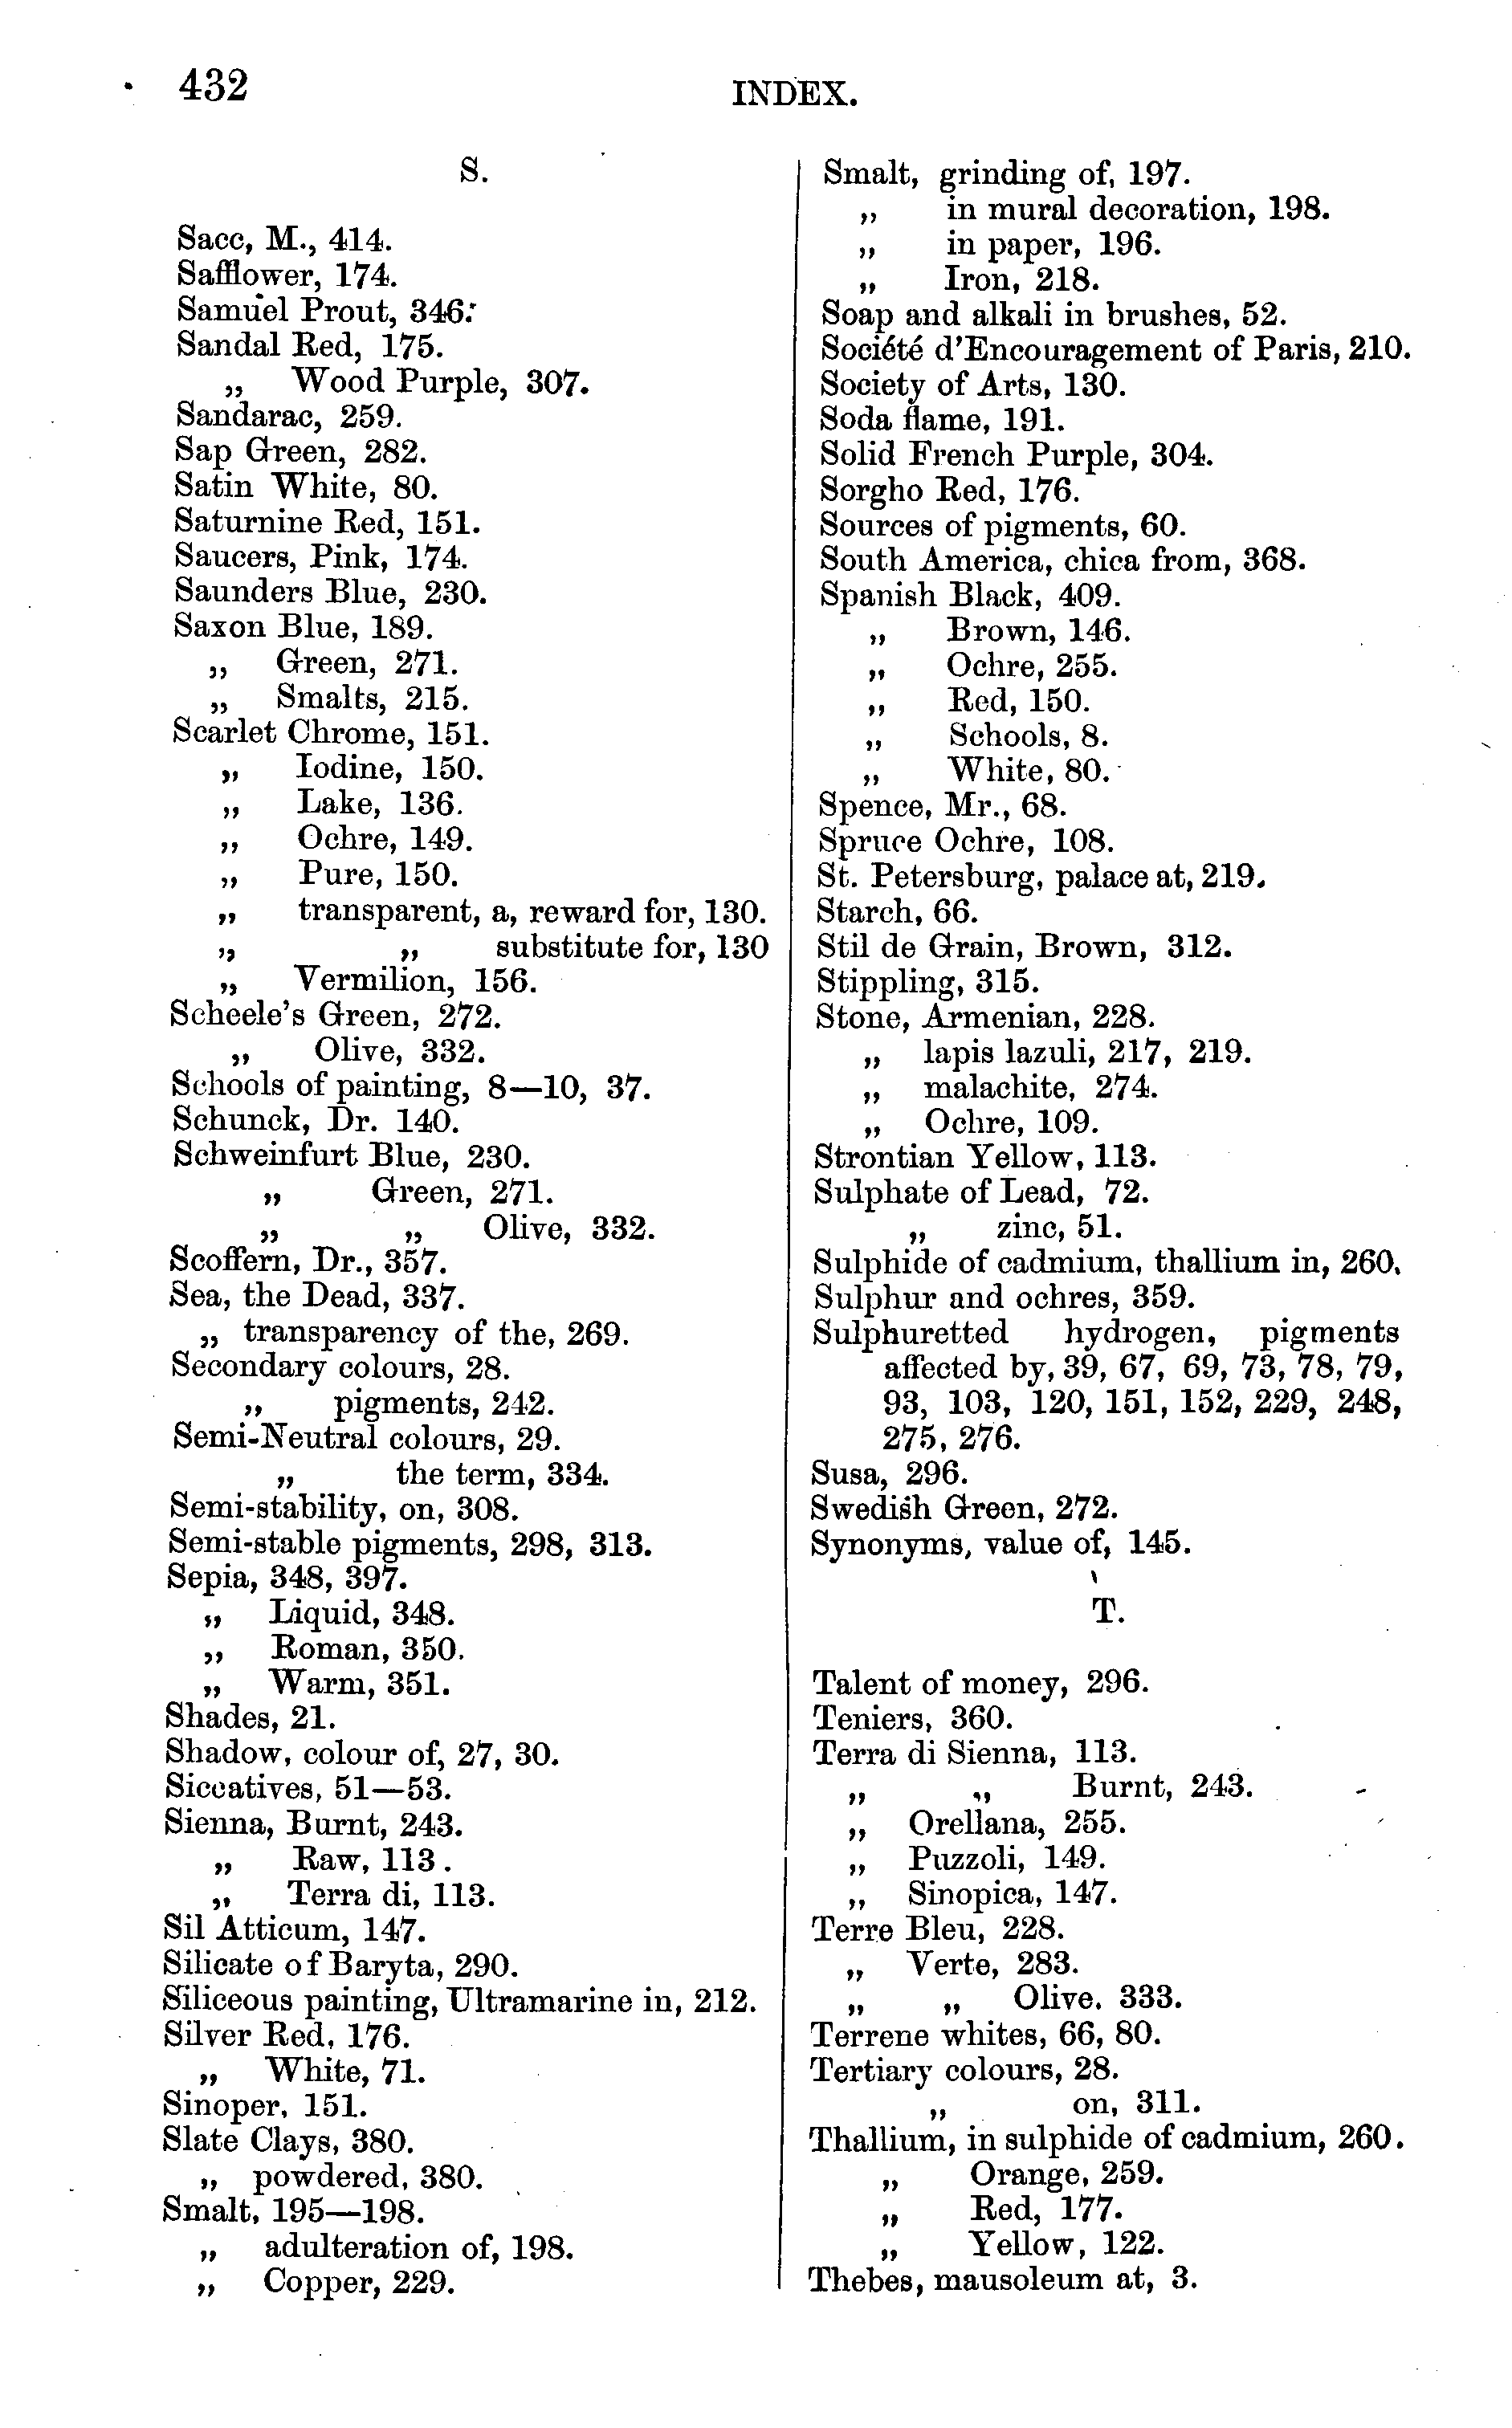 432
INDEX.
S.
Sacc, M., 414.
Safflower, 174.
Samuel Prout, 346.
Sandal Red, 175.
„ Wood Purple, 307.
Sandarac, 259.
Sap Green, 282.
Satin White, 80.
Saturnine Red, 151.
Saucers, Pink, 174.
Saunders Blue, 230.
Saxon Blue, 189.
„ Green, 271.
„ Smalts, 215.
Scarlet Chrome, 151.
„ Iodine, 150.
„ Lake, 136.
„ Ochre, 149.
„ Pure, 150.
„ transparent, a, reward for, 130.
„ „ substitute for, 130
„ Vermilion, 156.
Scheele's Green, 272.
„ Olive, 332.
Schools of painting, 8—10, 37.
Schunck, Dr. 140.
Schweinfurt Blue, 230.
„ Green, 271.
„ „ Olive, 332.
Scoffern, Dr., 357.
Sea, the Dead, 337.
„ transparency of the, 269.
Secondary colours, 28.
„ pigments, 242.
Semi-Neutral colours, 29.
„ the term, 334.
Semi-stability, on, 308.
Semi-stable pigments, 298, 313.
Sepia, 348, 397.
„ Liquid, 348.
„ Roman, 350.
„ Warm, 351.
Shades, 21.
Shadow, colour of, 27, 30.
Siccatives, 51—53.
Sienna, Burnt, 243.
„ Raw, 113.
„ Terra di, 113.
Sil Atticum, 147.
Silicate of Baryta, 290.
Siliceous painting, Ultramarine in, 212.
Silver Red, 176.
„ White, 71.
Sinoper, 151.
Slate Clays, 380.
„ powdered, 380.
Smalt, 195—198.
„ adulteration of, 198.
„ Copper, 229.
Smalt, grinding of, 197.
„ in mural decoration, 198.
„ in paper, 196.
„ Iron, 218.
Soap and alkali in brushes, 52.
Société d'Encouragement of Paris, 210.
Society of Arts, 130.
Soda flame, 191.
Solid French Purple, 304.
Sorgho Red, 176.
Sources of pigments, 60.
South America, chica from, 368.
Spanish Black, 409.
„ Brown, 146.
„ Ochre, 255.
„ Red, 150.
„ Schools, 8.
„ White, 80.
Spence, Mr., 68.
Spruce Ochre, 108.
St. Petersburg, palace at, 219.
Starch, 66.
Stil de Grain, Brown, 312.
Stippling, 315.
Stone, Armenian, 228.
„ lapis lazuli, 217, 219.
„ malachite, 274.
„ Ochre, 109.
Strontian Yellow, 113.
Sulphate of Lead, 72.
„ zinc, 51.
Sulphide of cadmium, thallium in, 260.
Sulphur and ochres, 359.
Sulphuretted hydrogen, pigments
affected by, 39, 67, 69, 73, 78, 79,
93, 103, 120, 151, 152, 229, 248,
275, 276.
Susa, 296.
Swedish Green, 272.
Synonyms, value of, 145.
T.
Talent of money, 296.
Teniers, 360.
Terra di Sienna, 113.
„ „ Burnt, 243.
„ Orellana, 255.
„ Puzzoli, 149.
„ Sinopica, 147.
Terre Bleu, 228.
„ Verte, 283.
„ „ Olive. 333.
Terrene whites, 66, 80.
Tertiary colours, 28.
„ on, 311.
Thallium, in sulphide of cadmium, 260.
„ Orange, 259.
„ Red, 177.
„ Yellow, 122.
Thebes, mausoleum at, 3.